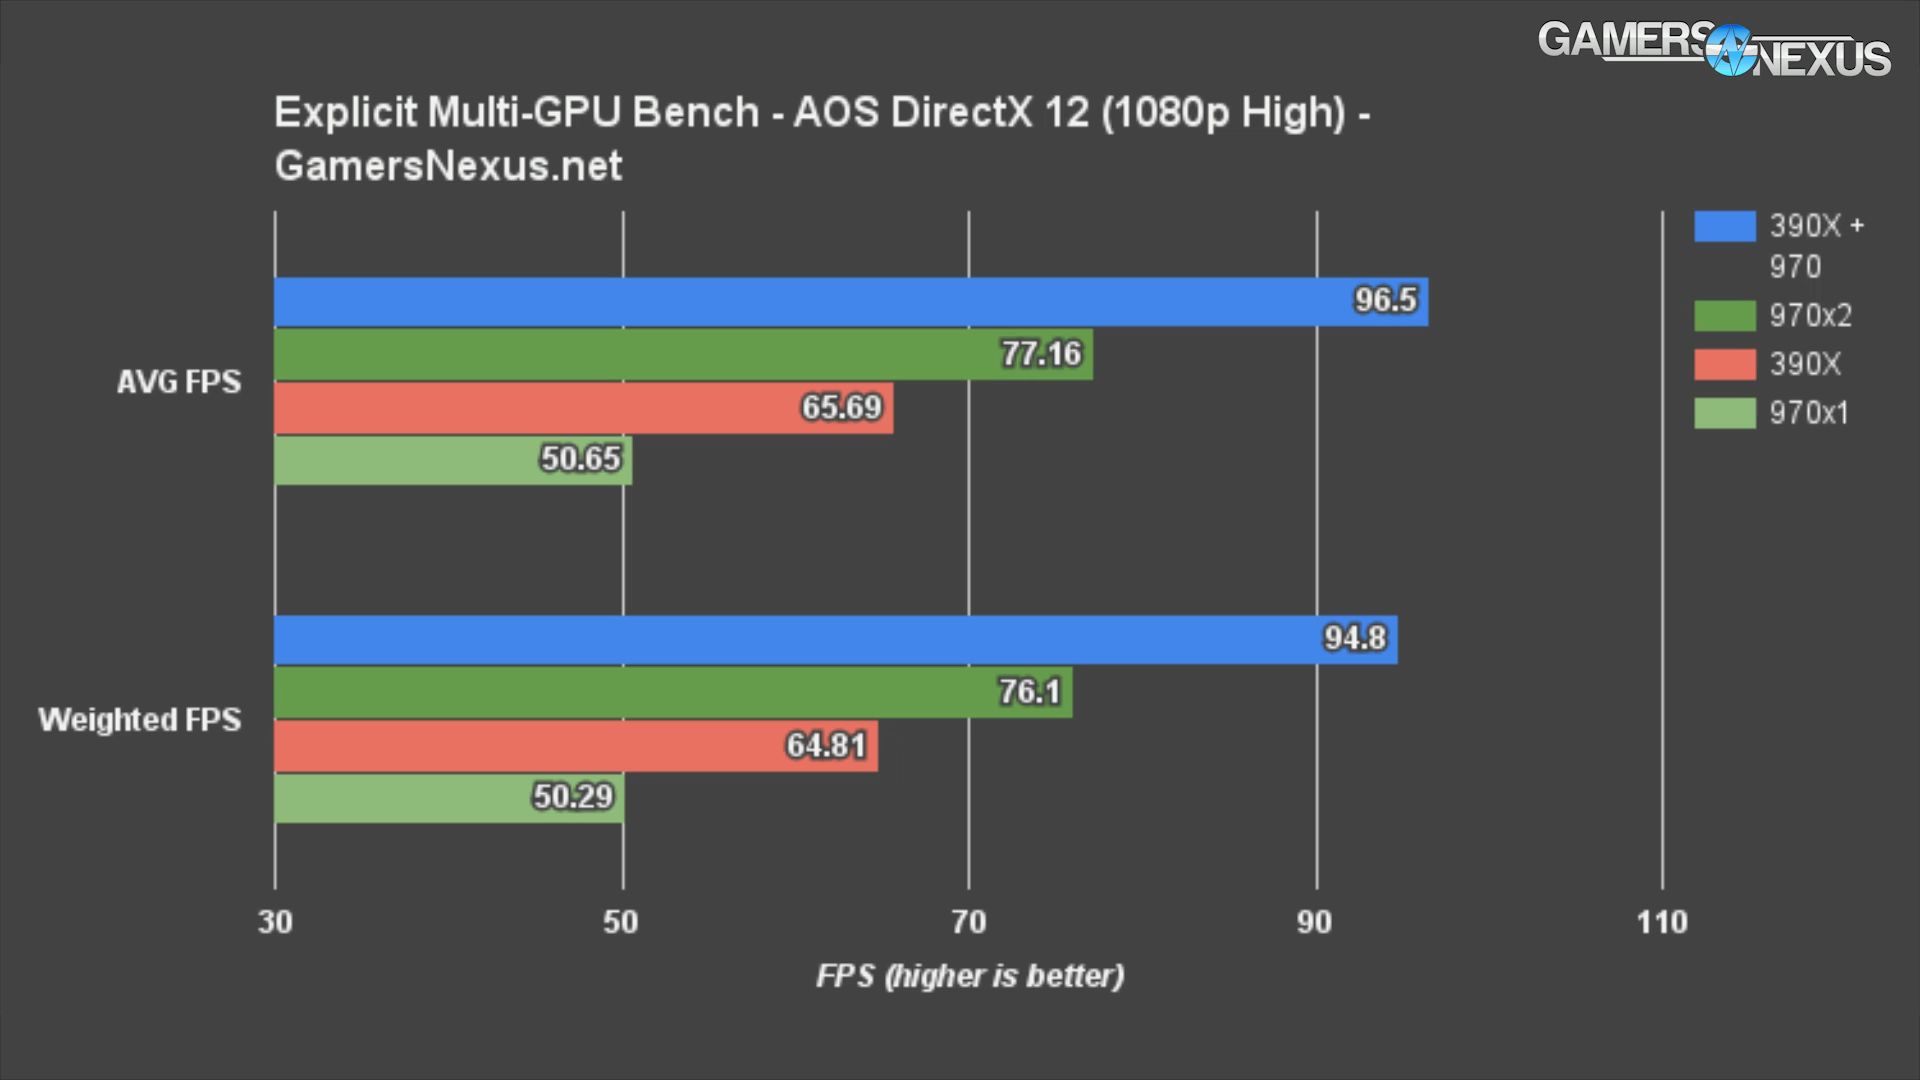 GAMERS NEXUS
Explicit Multi-GPU Bench - AOS DirectX 12 (1080p High) -
GamersNexus.net
390X +
970
970x2
390X
970x1
AVG FPS
96.5
77.16
65.69
50.65
Weighted FPS
94.8
76.1
64.81
50.29
30 50 70 90 110
FPS (higher is better)